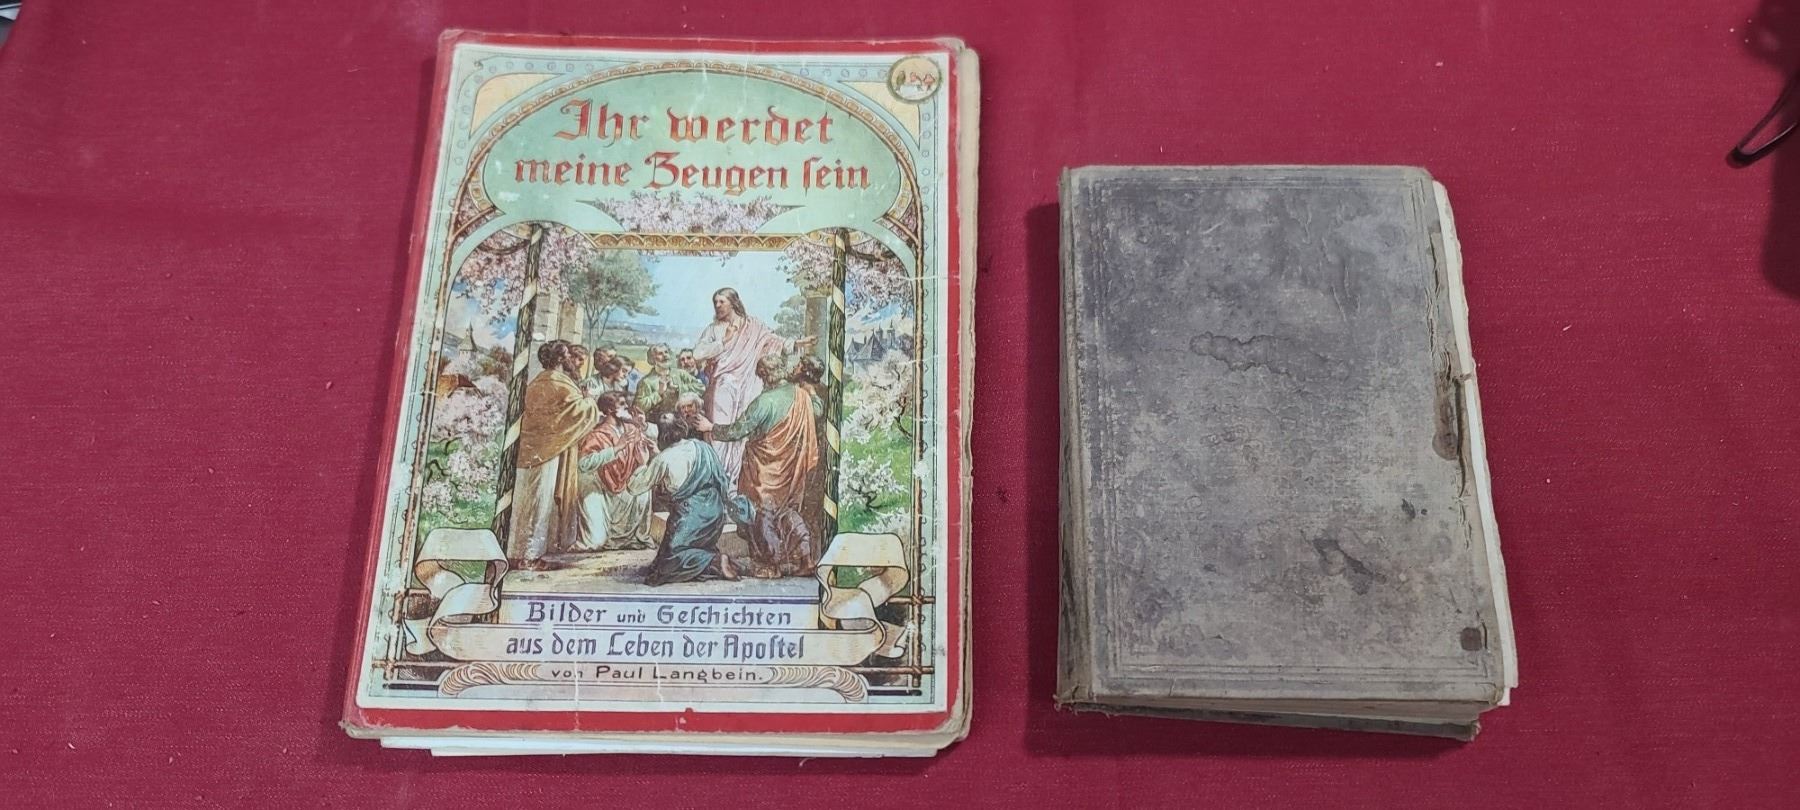 Ihr werdet
meine Zeugen sein
Bilder und Geschichten
aus dem Leben der Apostel
von Paul Langbein.